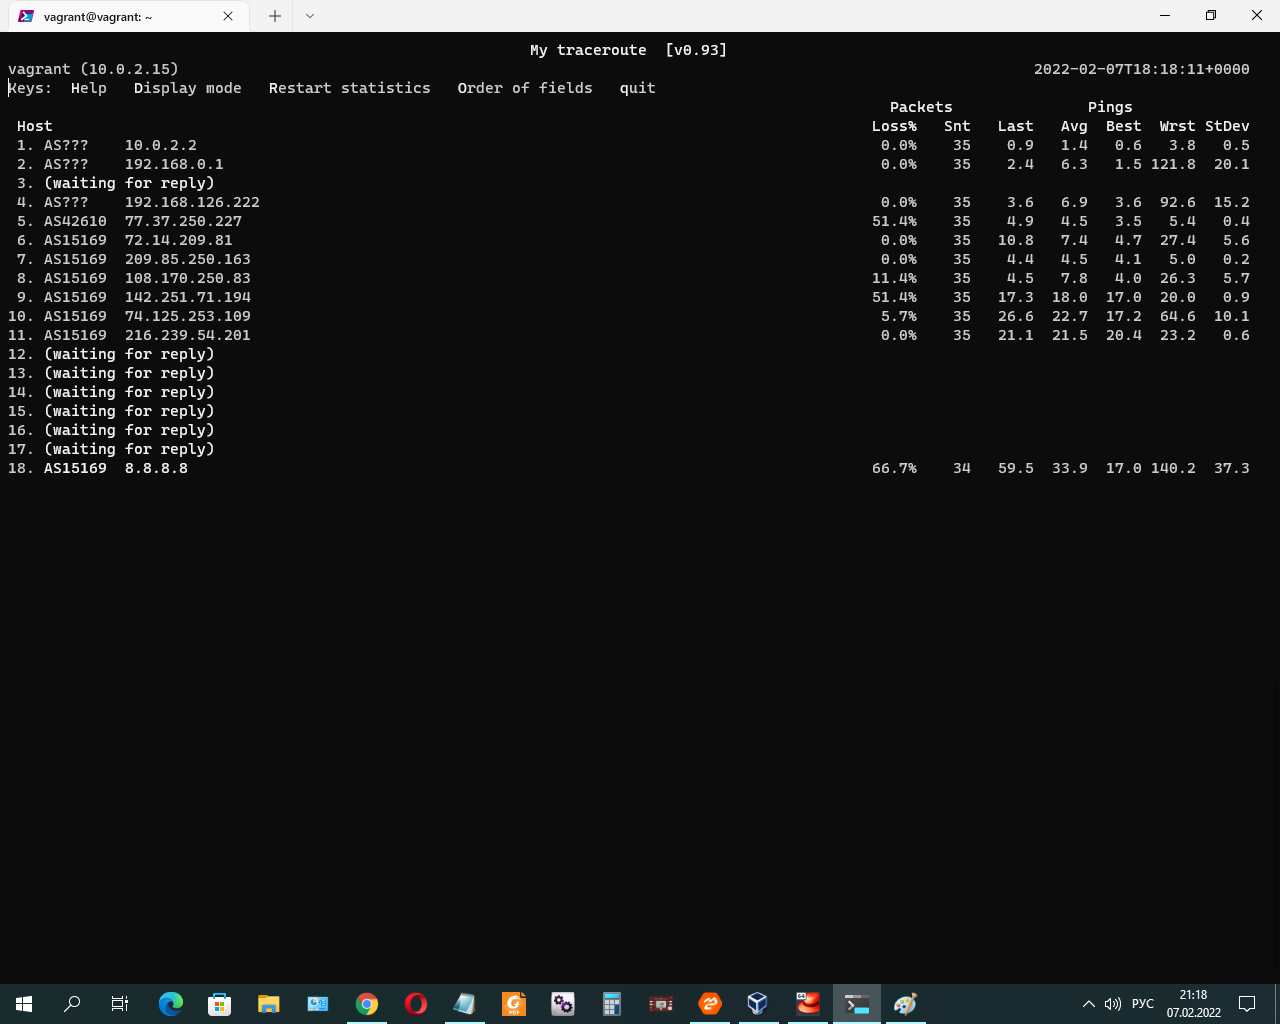 vagrant@vagrant: ~
My traceroute [v0.93]
vagrant (10.0.2.15) 2022-02-07T18:18:11+0000
Keys: Help Display mode Restart statistics Order of fields quit
Packets Pings
Host Loss% Snt Last Avg Best Wrst StDev
1. AS??? 10.0.2.2 0.0% 35 0.9 1.4 0.6 3.8 0.5
2. AS??? 192.168.0.1 0.0% 35 2.4 6.3 1.5 121.8 20.1
3. (waiting for reply)
4. AS??? 192.168.126.222 0.0% 35 3.6 6.9 3.6 92.6 15.2
5. AS42610 77.37.250.227 51.4% 35 4.9 4.5 3.5 5.4 0.4
6. AS15169 72.14.209.81 0.0% 35 10.8 7.4 4.7 27.4 5.6
7. AS15169 209.85.250.163 0.0% 35 4.4 4.5 4.1 5.0 0.2
8. AS15169 108.170.250.83 11.4% 35 4.5 7.8 4.0 26.3 5.7
9. AS15169 142.251.71.194 51.4% 35 17.3 18.0 17.0 20.0 0.9
10. AS15169 74.125.253.109 5.7% 35 26.6 22.7 17.2 64.6 10.1
11. AS15169 216.239.54.201 0.0% 35 21.1 21.5 20.4 23.2 0.6
12. (waiting for reply)
13. (waiting for reply)
14. (waiting for reply)
15. (waiting for reply)
16. (waiting for reply)
17. (waiting for reply)
18. AS15169 8.8.8.8 66.7% 34 59.5 33.9 17.0 140.2 37.3
РУС
21:18
07.02.2022